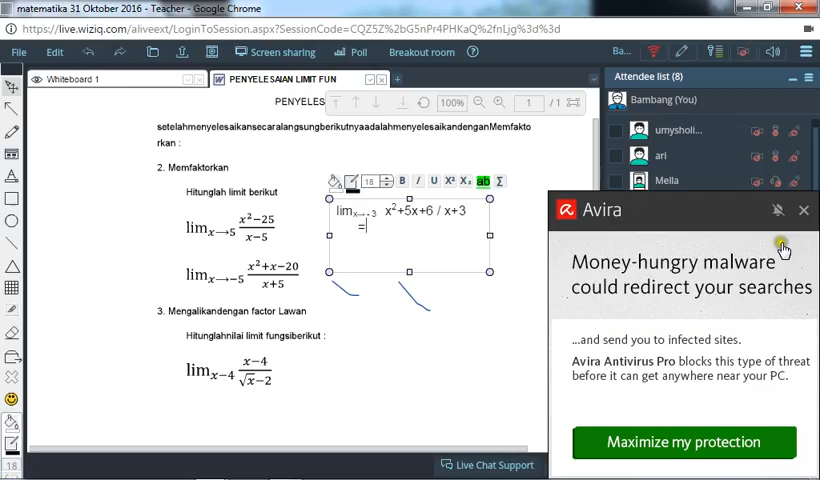 matematika 31 Oktober 2016 - Teacher - Google Chrome
https://live.wiziq.com/aliveext/LoginToSession.aspx?SessionCode=CQZ5Z%2bG5nPr4PHKaQ%2fnLjg%3d%3d
File Edit Screen sharing Poll Breakout room Ba...
Whiteboard 1 PENYELESAIAN LIMIT FUN
Attendee list (8)
Bambang (You)
umysholi...
ari
Mella
PENYELES
100% 1 / 1
setelahmenyelesaikansecaralangsungberikutnyaadalahmenyelesaikandenganMemfakto
rkan :
2. Memfaktorkan
18 B I U X² X₂ ab Σ
Hitunglah limit berikut
lim x→5 x²−25 / x−5
limₓ→-3 x²+5x+6 / x+3
=
lim x→−5 x²+x−20 / x+5
3. Mengalikandengan factor Lawan
Hitunglahnilai limit fungsiberikut :
lim x−4 x−4 / √x−2
18
Live Chat Support
Avira
Money-hungry malware
could redirect your searches
...and send you to infected sites.
Avira Antivirus Pro blocks this type of threat
before it can get anywhere near your PC.
Maximize my protection